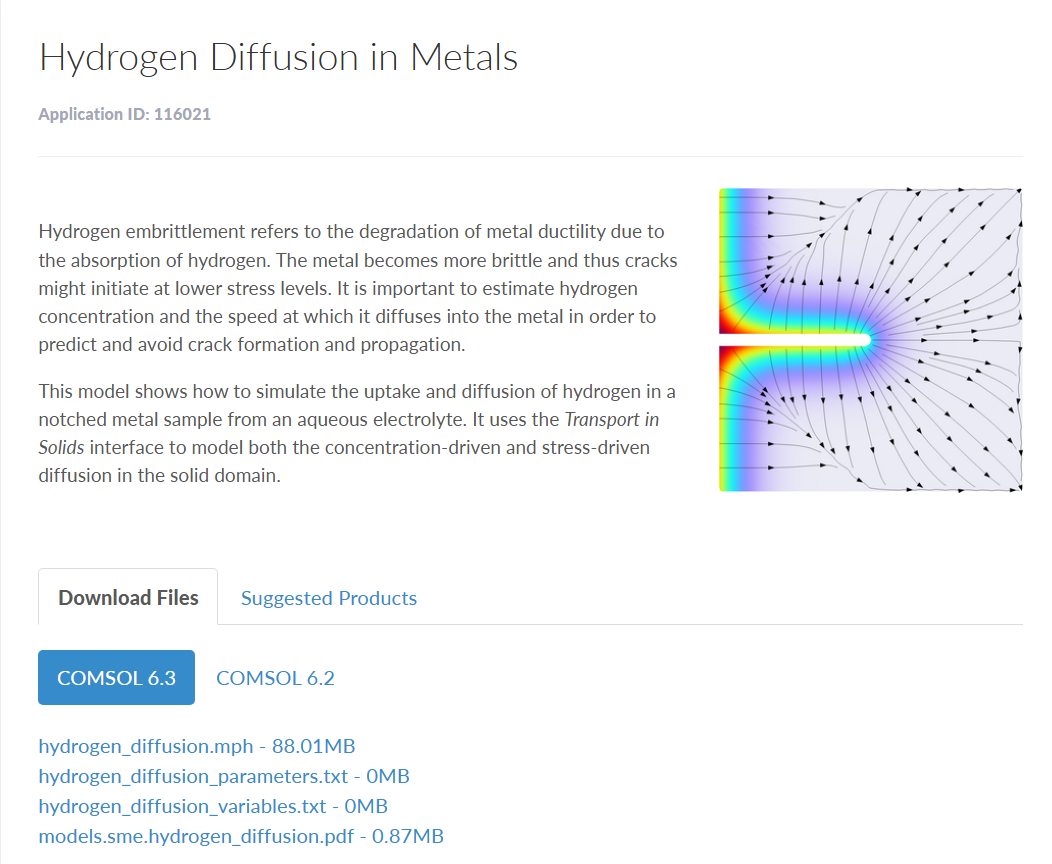 Hydrogen Diffusion in Metals
Application ID: 116021
Hydrogen embrittlement refers to the degradation of metal ductility due to
the absorption of hydrogen. The metal becomes more brittle and thus cracks
might initiate at lower stress levels. It is important to estimate hydrogen
concentration and the speed at which it diffuses into the metal in order to
predict and avoid crack formation and propagation.
This model shows how to simulate the uptake and diffusion of hydrogen in a
notched metal sample from an aqueous electrolyte. It uses the Transport in
Solids interface to model both the concentration-driven and stress-driven
diffusion in the solid domain.
Download Files
Suggested Products
COMSOL 6.3
COMSOL 6.2
hydrogen_diffusion.mph - 88.01MB
hydrogen_diffusion_parameters.txt - 0MB
hydrogen_diffusion_variables.txt - 0MB
models.sme.hydrogen_diffusion.pdf - 0.87MB